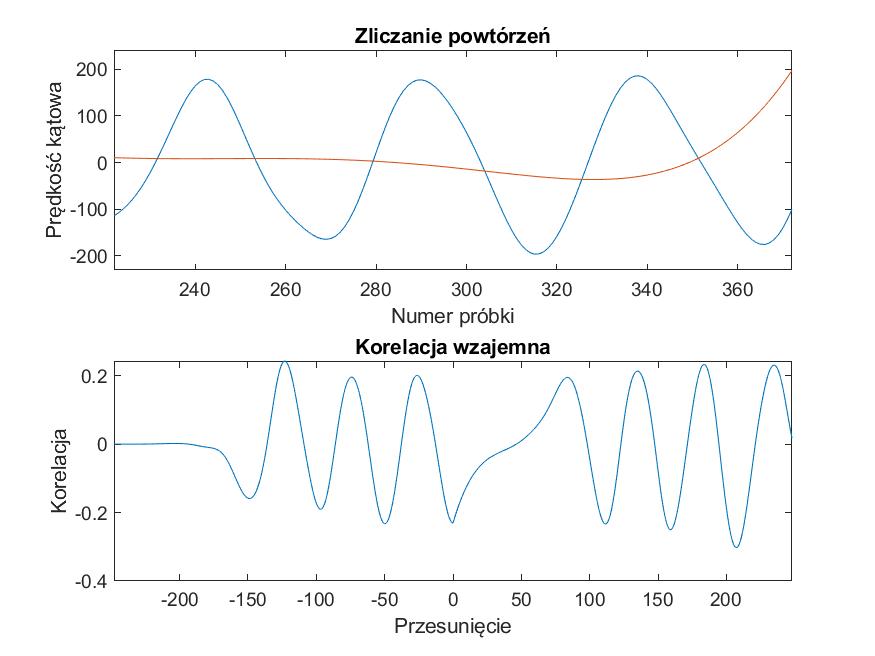 Zliczanie powtórzeń
Prędkość kątowa
200
100
0
-100
-200
240 260 280 300 320 340 360
Numer próbki
Korelacja wzajemna
Korelacja
0.2
0
-0.2
-0.4
-200 -150 -100 -50 0 50 100 150 200
Przesunięcie